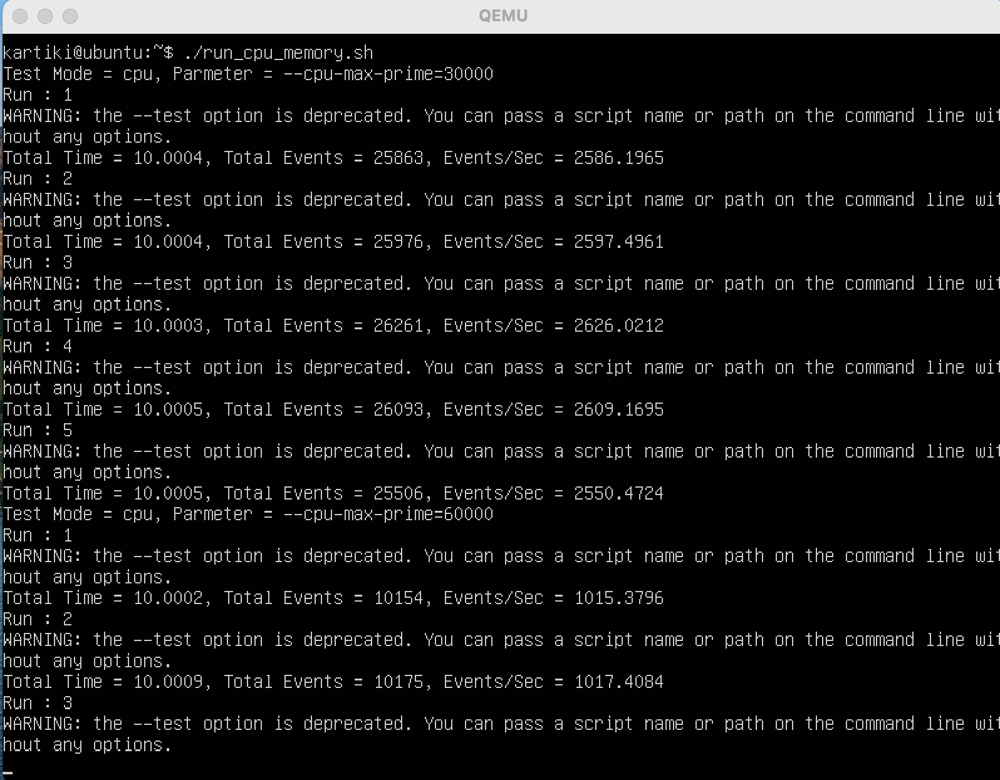 QEMU
kartiki@ubuntu:~$ ./run_cpu_memory.sh
Test Mode = cpu, Parmeter = --cpu-max-prime=30000
Run : 1
WARNING: the --test option is deprecated. You can pass a script name or path on the command line wit
hout any options.
Total Time = 10.0004, Total Events = 25863, Events/Sec = 2586.1965
Run : 2
WARNING: the --test option is deprecated. You can pass a script name or path on the command line wit
hout any options.
Total Time = 10.0004, Total Events = 25976, Events/Sec = 2597.4961
Run : 3
WARNING: the --test option is deprecated. You can pass a script name or path on the command line wit
hout any options.
Total Time = 10.0003, Total Events = 26261, Events/Sec = 2626.0212
Run : 4
WARNING: the --test option is deprecated. You can pass a script name or path on the command line wit
hout any options.
Total Time = 10.0005, Total Events = 26093, Events/Sec = 2609.1695
Run : 5
WARNING: the --test option is deprecated. You can pass a script name or path on the command line wit
hout any options.
Total Time = 10.0005, Total Events = 25506, Events/Sec = 2550.4724
Test Mode = cpu, Parmeter = --cpu-max-prime=60000
Run : 1
WARNING: the --test option is deprecated. You can pass a script name or path on the command line wit
hout any options.
Total Time = 10.0002, Total Events = 10154, Events/Sec = 1015.3796
Run : 2
WARNING: the --test option is deprecated. You can pass a script name or path on the command line wit
hout any options.
Total Time = 10.0009, Total Events = 10175, Events/Sec = 1017.4084
Run : 3
WARNING: the --test option is deprecated. You can pass a script name or path on the command line wit
hout any options.